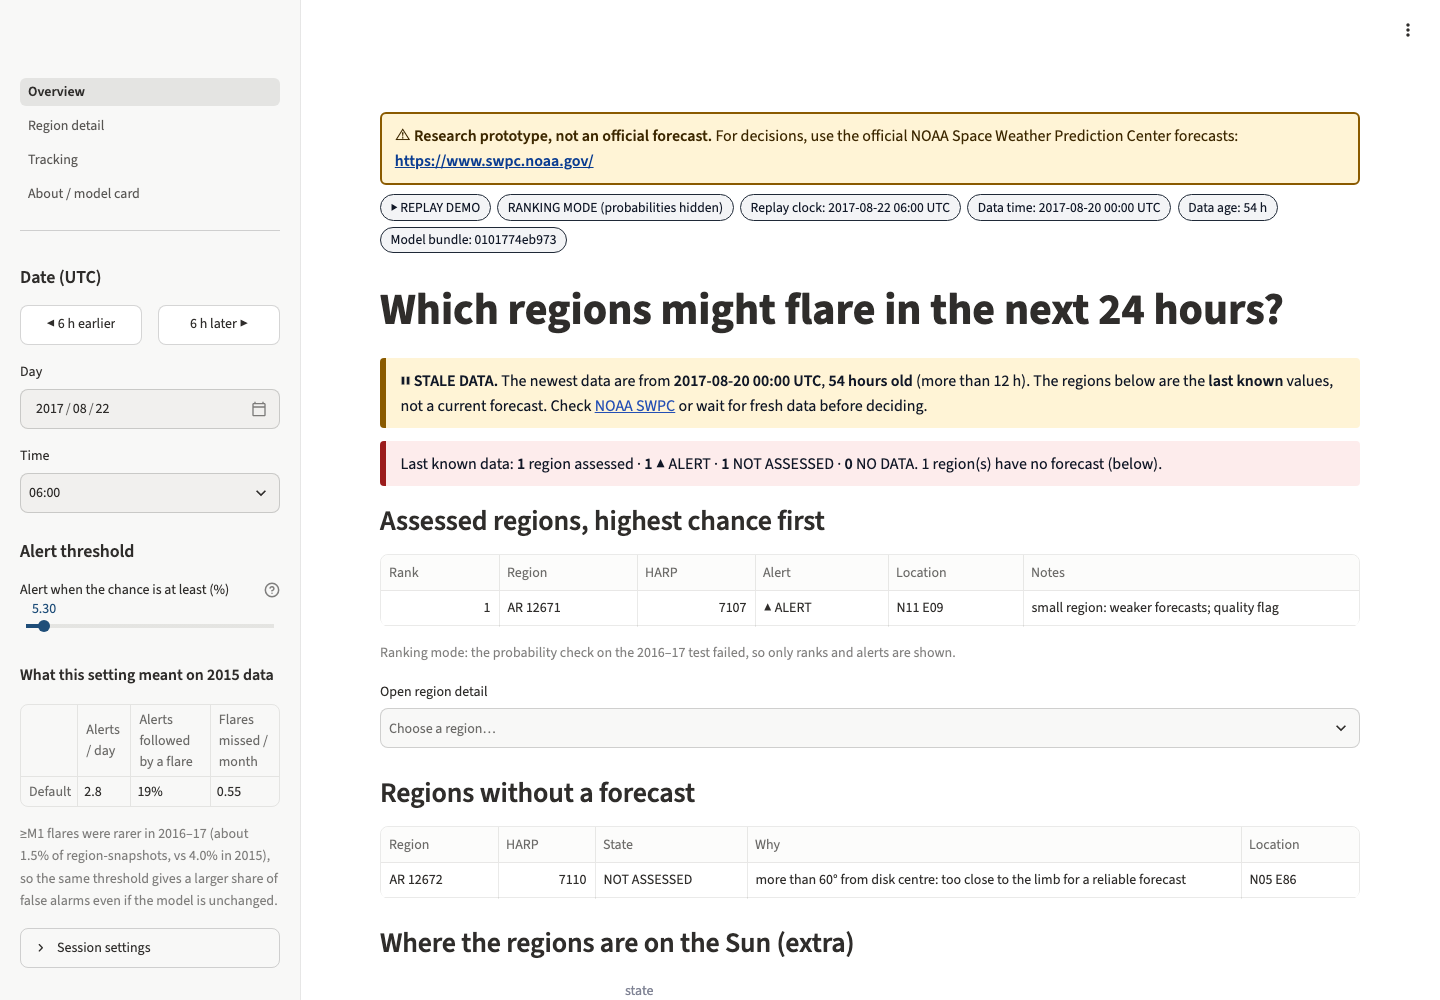 Overview
Region detail
Tracking
About / model card
Date (UTC)
◀ 6 h earlier
6 h later ▶
Day
2017 / 08 / 22
Time
06:00
Alert threshold
Alert when the chance is at least (%)
5.30
What this setting meant on 2015 data
Alerts / day
Alerts followed by a flare
Flares missed / month
Default 2.8 19% 0.55
≥M1 flares were rarer in 2016–17 (about
1.5% of region-snapshots, vs 4.0% in 2015),
so the same threshold gives a larger share of
false alarms even if the model is unchanged.
Session settings
⚠ Research prototype, not an official forecast. For decisions, use the official NOAA Space Weather Prediction Center forecasts:
https://www.swpc.noaa.gov/
▶ REPLAY DEMO
RANKING MODE (probabilities hidden)
Replay clock: 2017-08-22 06:00 UTC
Data time: 2017-08-20 00:00 UTC
Data age: 54 h
Model bundle: 0101774eb973
Which regions might flare in the next 24 hours?
⏸ STALE DATA. The newest data are from 2017-08-20 00:00 UTC, 54 hours old (more than 12 h). The regions below are the last known values,
not a current forecast. Check NOAA SWPC or wait for fresh data before deciding.
Last known data: 1 region assessed · 1 ▲ ALERT · 1 NOT ASSESSED · 0 NO DATA. 1 region(s) have no forecast (below).
Assessed regions, highest chance first
Rank Region HARP Alert Location Notes
1 AR 12671 7107 ▲ ALERT N11 E09 small region: weaker forecasts; quality flag
Ranking mode: the probability check on the 2016–17 test failed, so only ranks and alerts are shown.
Open region detail
Choose a region…
Regions without a forecast
Region HARP State Why Location
AR 12672 7110 NOT ASSESSED more than 60° from disk centre: too close to the limb for a reliable forecast N05 E86
Where the regions are on the Sun (extra)
state